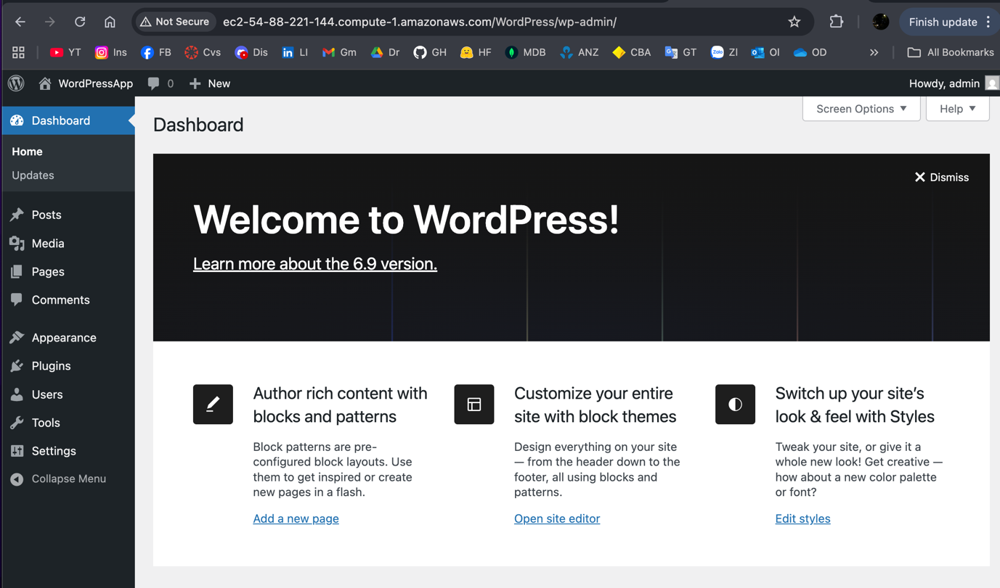 Not Secure
ec2-54-88-221-144.compute-1.amazonaws.com/WordPress/wp-admin/
Finish update
YT Ins FB Cvs Dis LI Gm Dr GH HF MDB ANZ CBA GT ZI OI OD » All Bookmarks
WordPressApp 0 New Howdy, admin
Dashboard
Home
Updates
Posts
Media
Pages
Comments
Appearance
Plugins
Users
Tools
Settings
Collapse Menu
Screen Options Help
Dashboard
Dismiss
Welcome to WordPress!
Learn more about the 6.9 version.
Author rich content with
blocks and patterns
Block patterns are pre-
configured block layouts. Use
them to get inspired or create
new pages in a flash.
Add a new page
Customize your entire
site with block themes
Design everything on your site
— from the header down to the
footer, all using blocks and
patterns.
Open site editor
Switch up your site’s
look & feel with Styles
Tweak your site, or give it a
whole new look! Get creative —
how about a new color palette
or font?
Edit styles